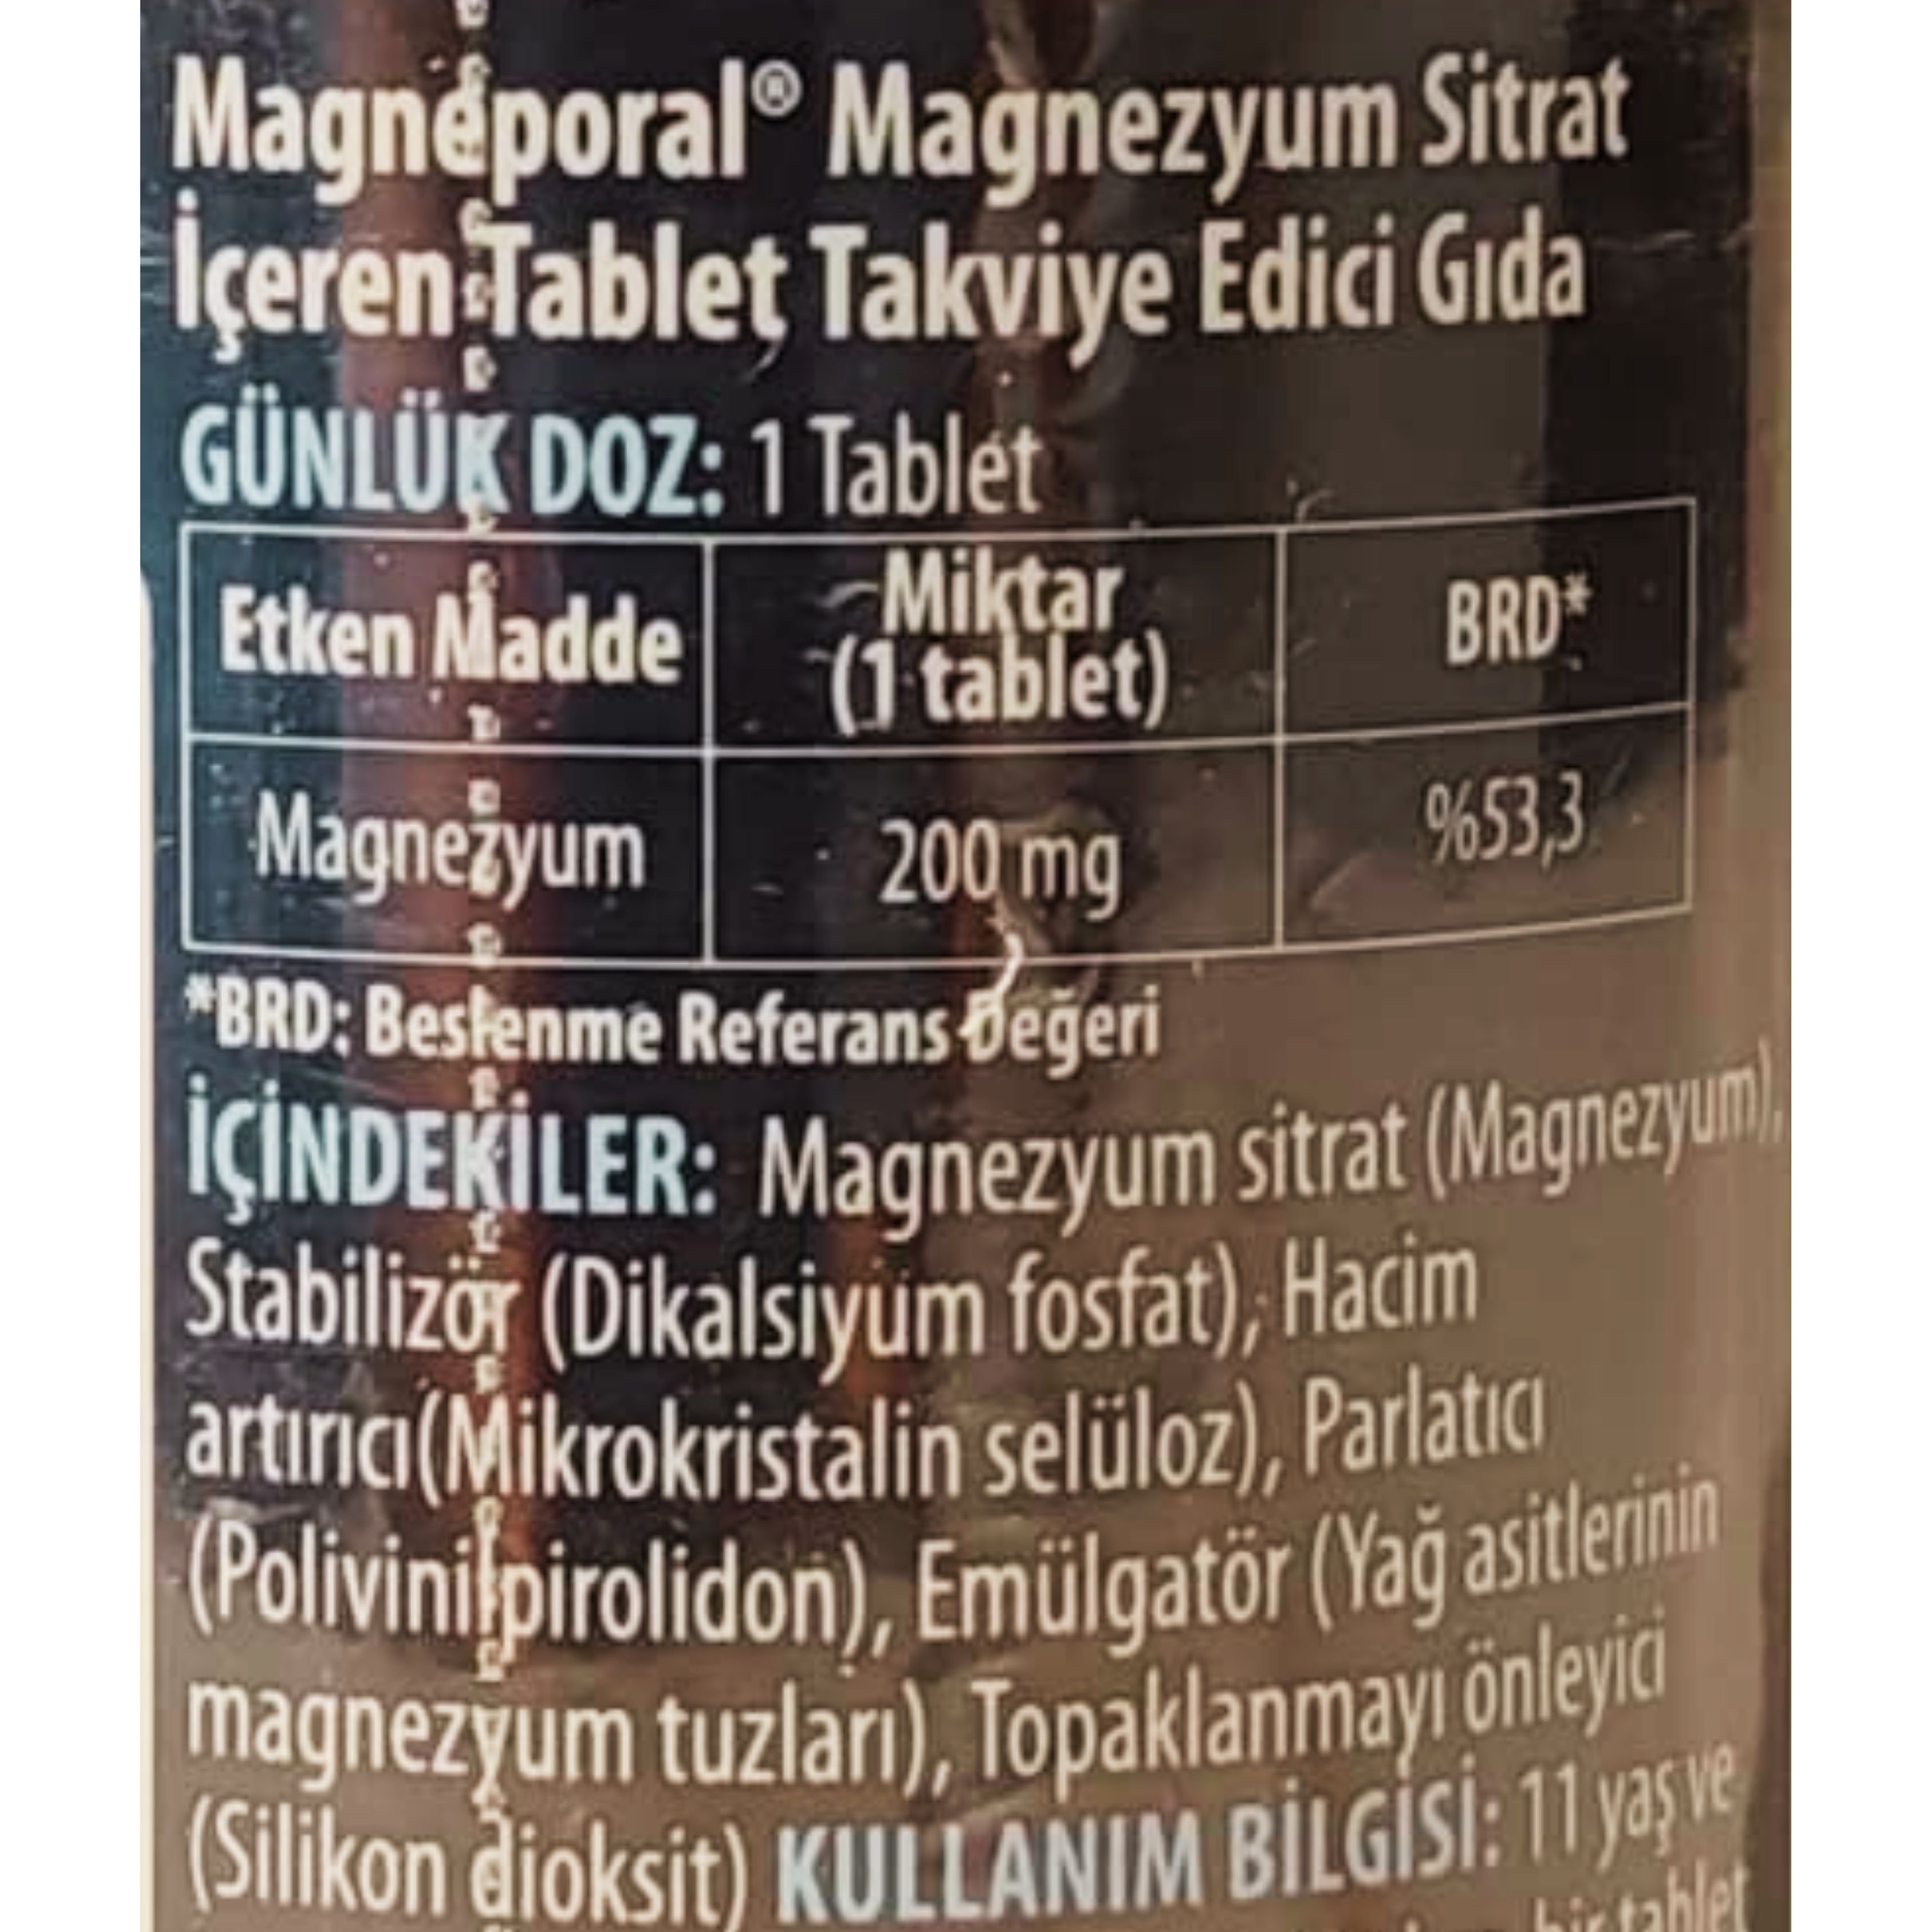 Magneporal® Magnezyum Sitrat
İçeren Tablet Takviye Edici Gıda
GÜNLÜK DOZ: 1 Tablet
Etken Madde Miktar (1 tablet) BRD*
Magnezyum 200 mg %53,3
*BRD: Beslenme Referans Değeri
İÇİNDEKİLER: Magnezyum sitrat (Magnezyum),
Stabilizör (Dikalsiyum fosfat), Hacim
artırıcı(Mikrokristalin selüloz), Parlatıcı
(Polivinilpirolidon), Emülgatör (Yağ asitlerinin
magnezyum tuzları), Topaklanmayı önleyici
(Silikon dioksit) KULLANIM BİLGİSİ: 11 yaş ve
bir tablet